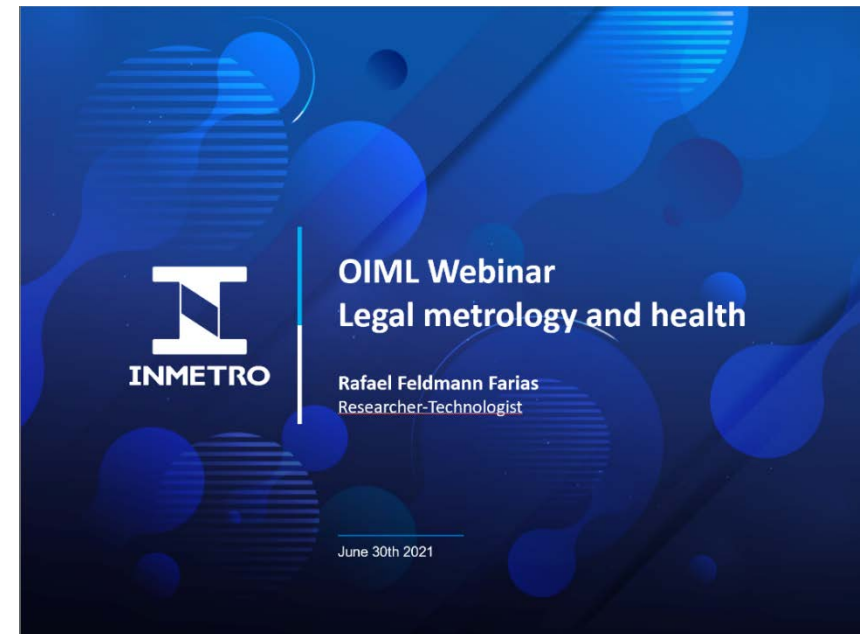 OIML Webinar
Legal metrology and health
INMETRO
Rafael Feldmann Farias
Researcher-Technologist
June 30th 2021